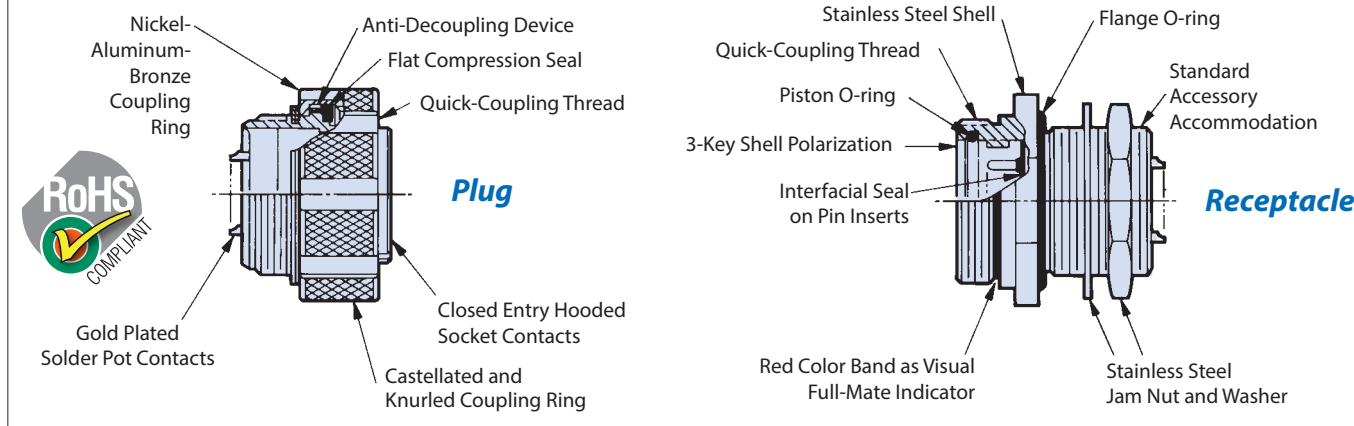 Nickel-
Aluminum-
Bronze
Coupling
Ring
Anti-Decoupling Device
Flat Compression Seal
Quick-Coupling Thread
Plug
RoHS
COMPLIANT
Gold Plated
Solder Pot Contacts
Closed Entry Hooded
Socket Contacts
Castellated and
Knurled Coupling Ring
Stainless Steel Shell
Flange O-ring
Quick-Coupling Thread
Piston O-ring
3-Key Shell Polarization
Interfacial Seal
on Pin Inserts
Standard
Accessory
Accommodation
Receptacle
Red Color Band as Visual
Full-Mate Indicator
Stainless Steel
Jam Nut and Washer